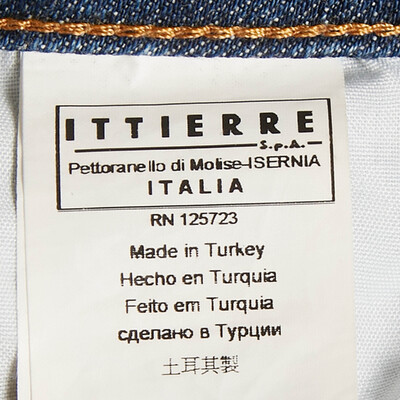 ITTIERRE
S.p.A.
Pettoranello di Molise-ISERNIA
ITALIA
RN 125723
Made in Turkey
Hecho en Turquia
Feito em Turquia
сделано в Турции
土耳其製